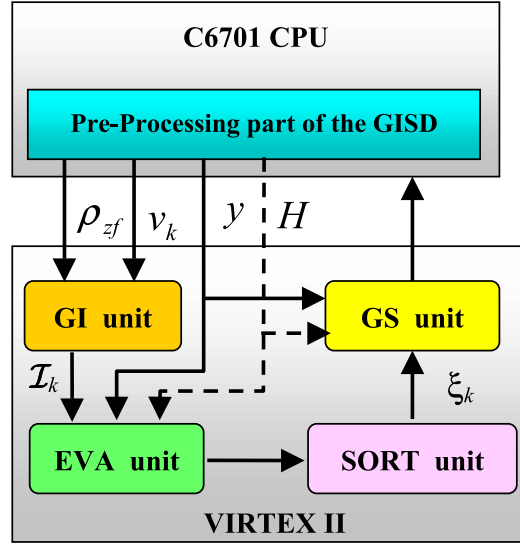 C6701 CPU
Pre-Processing part of the GISD
ρzf vk y H
GI unit
GS unit
ℐk
ξk
EVA unit
SORT unit
VIRTEX II